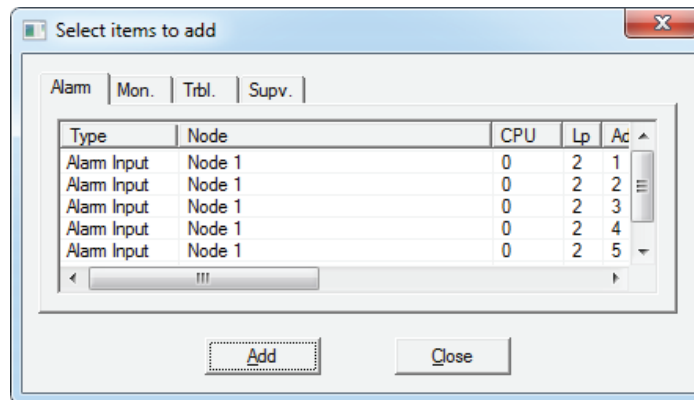 Select items to add
Alarm Mon. Trbl. Supv.
Type Node CPU Lp Ad
Alarm Input Node 1 0 2 1
Alarm Input Node 1 0 2 2
Alarm Input Node 1 0 2 3
Alarm Input Node 1 0 2 4
Alarm Input Node 1 0 2 5
Add Close